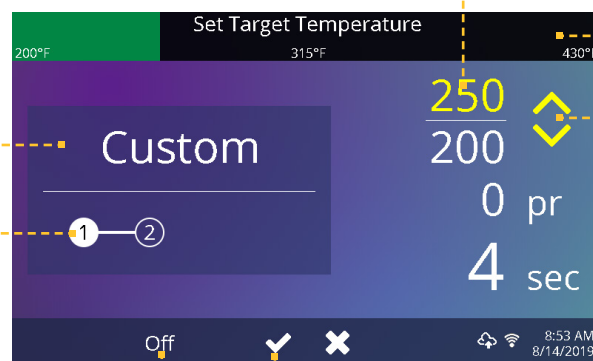 Set Target Temperature
200°F 315°F 430°F
250
Custom 200
0 pr
1 2
4 sec
Off 8:53 AM
8/14/2019